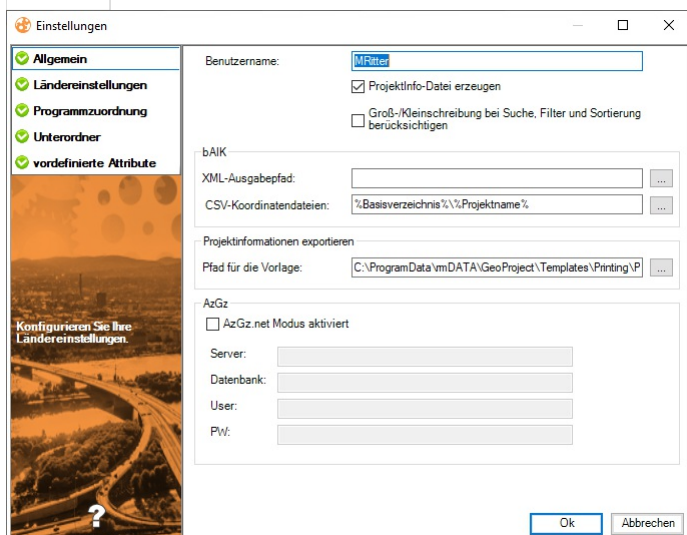 Einstellungen
Allgemein
Ländereinstellungen
Programmzuordnung
Unterordner
vordefinierte Attribute
Konfigurieren Sie Ihre
Ländereinstellungen.
?
Benutzername: MRitter
ProjektInfo-Datei erzeugen
Groß-/Kleinschreibung bei Suche, Filter und Sortierung
berücksichtigen
bAIK
XML-Ausgabepfad: ...
CSV-Koordinatendateien: %Basisverzeichnis%\%Projektname% ...
Projektinformationen exportieren
Pfad für die Vorlage: C:\ProgramData\rmDATA\GeoProject\Templates\Printing\P ...
AzGz
AzGz.net Modus aktiviert
Server:
Datenbank:
User:
PW:
Ok Abbrechen